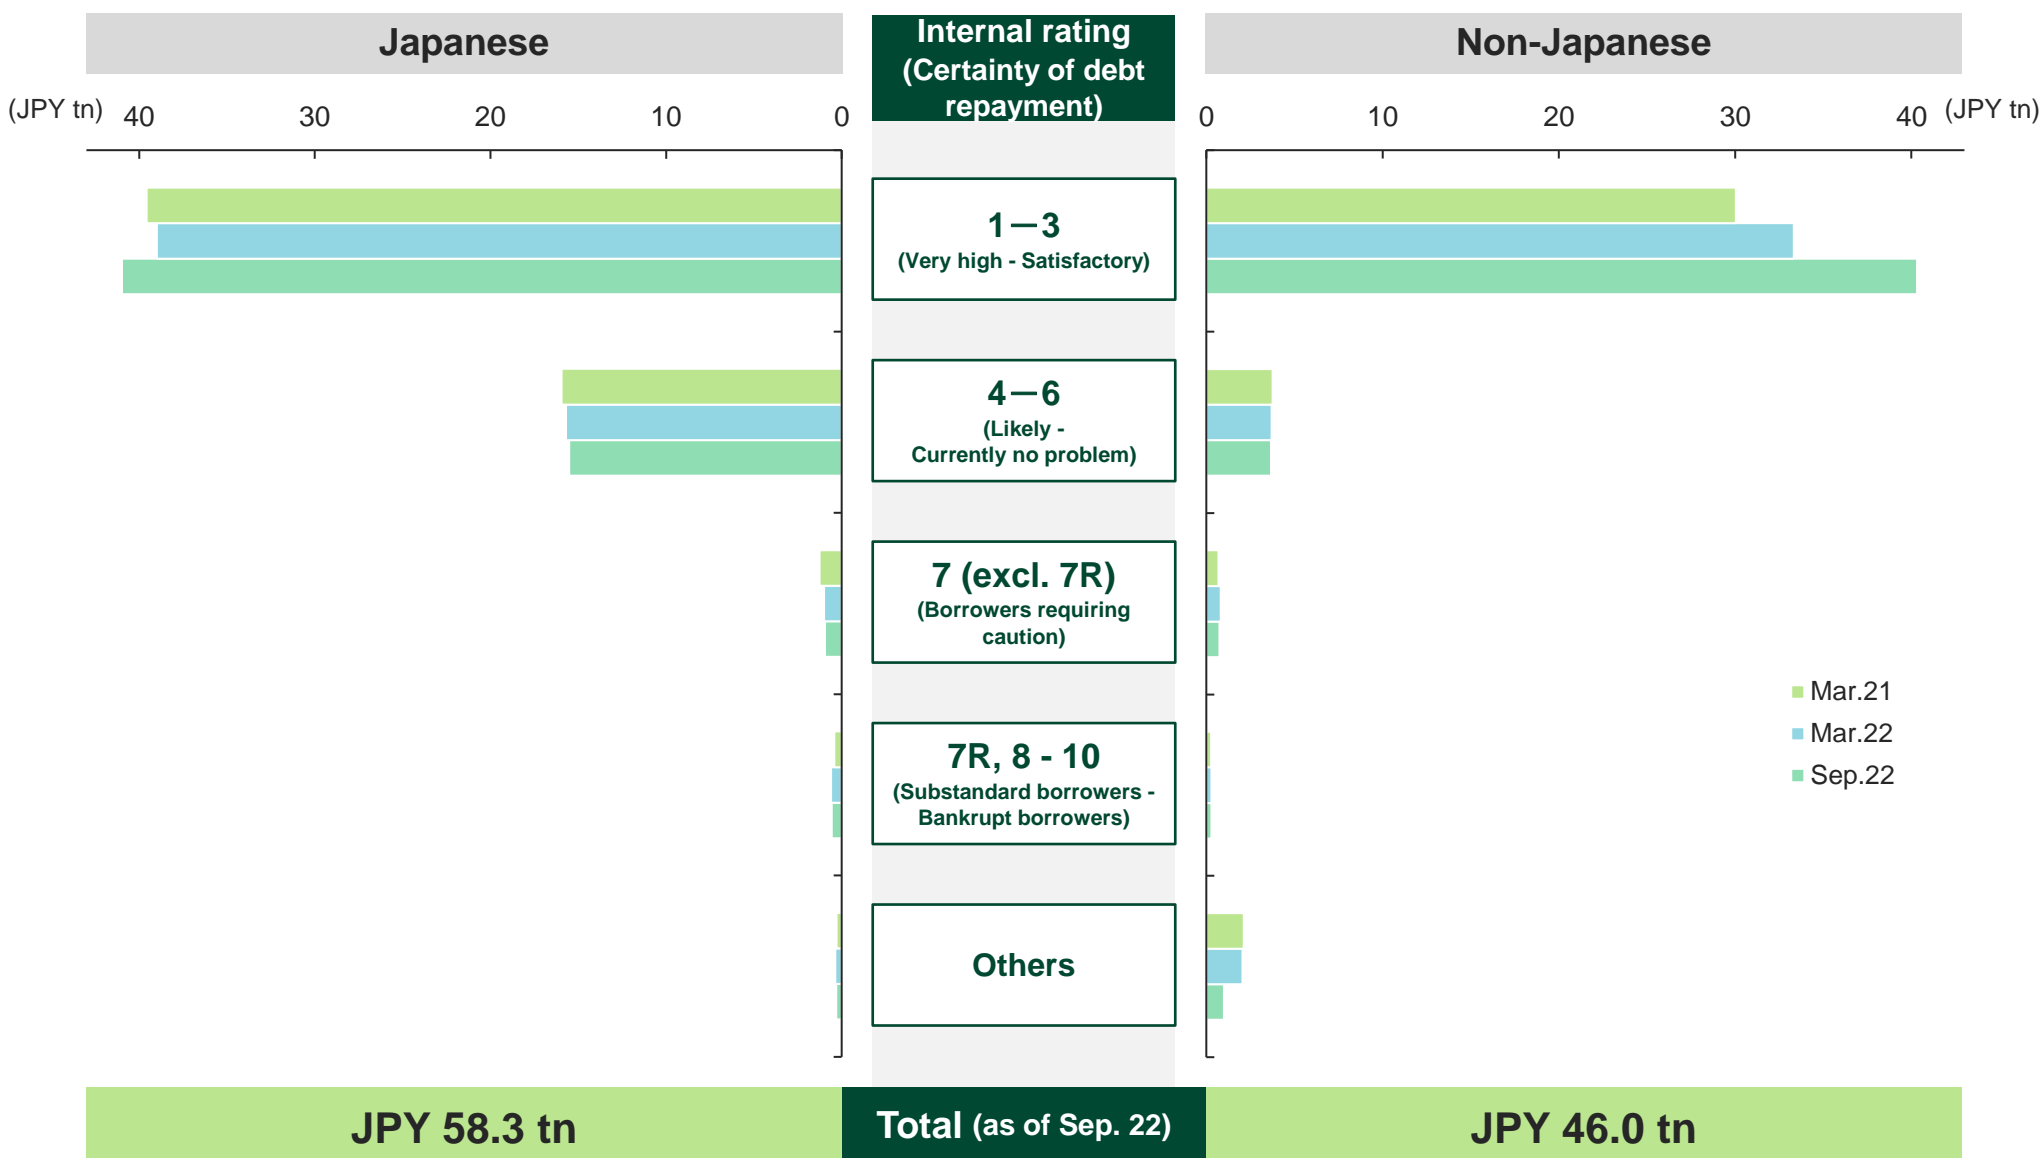 Japanese
Internal rating
(Certainty of debt
repayment)
Non-Japanese
(JPY tn) 40 30 20 10 0
0 10 20 30 40 (JPY tn)
1－3
(Very high - Satisfactory)
4－6
(Likely -
Currently no problem)
7 (excl. 7R)
(Borrowers requiring
caution)
Mar.21
Mar.22
Sep.22
7R, 8 - 10
(Substandard borrowers -
Bankrupt borrowers)
Others
JPY 58.3 tn
Total (as of Sep. 22)
JPY 46.0 tn